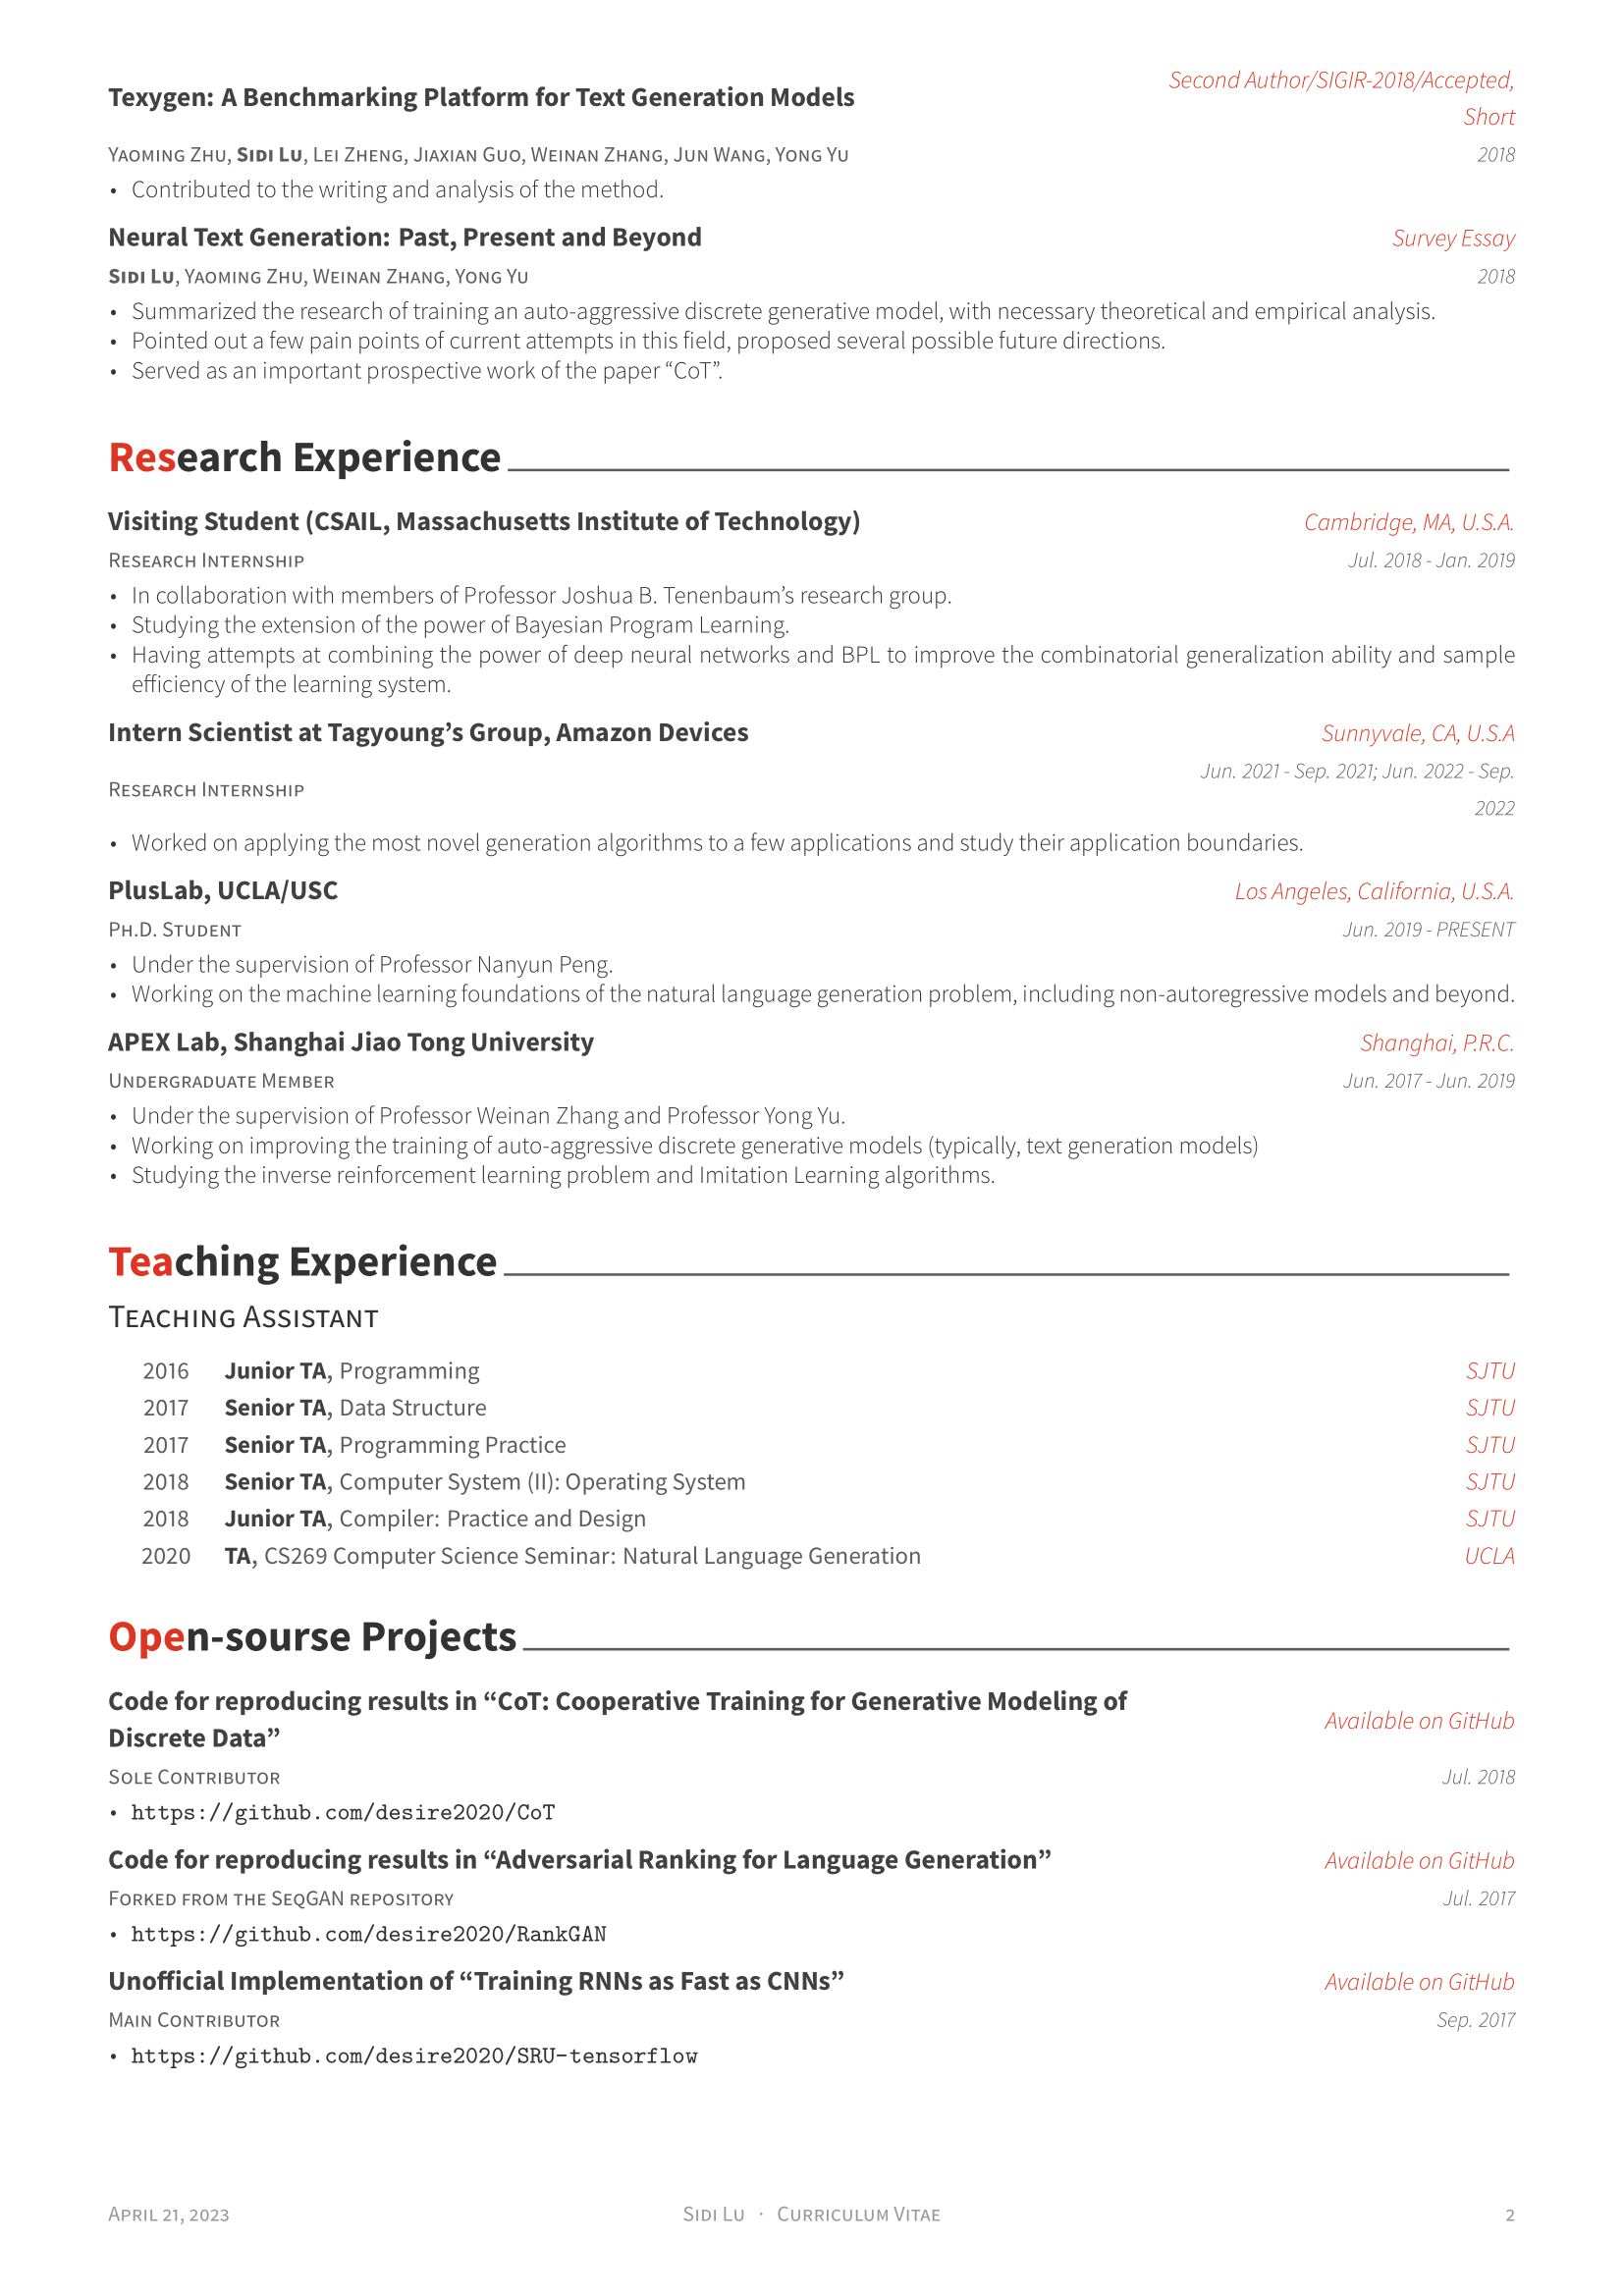 Texygen: A Benchmarking Platform for Text Generation Models
Second Author/SIGIR-2018/Accepted,
Short
Yaoming Zhu, Sidi Lu, Lei Zheng, Jiaxian Guo, Weinan Zhang, Jun Wang, Yong Yu
2018
• Contributed to the writing and analysis of the method.
Neural Text Generation: Past, Present and Beyond
Survey Essay
Sidi Lu, Yaoming Zhu, Weinan Zhang, Yong Yu
2018
• Summarized the research of training an auto-aggressive discrete generative model, with necessary theoretical and empirical analysis.
• Pointed out a few pain points of current attempts in this field, proposed several possible future directions.
• Served as an important prospective work of the paper “CoT”.
Research Experience
Visiting Student (CSAIL, Massachusetts Institute of Technology)
Cambridge, MA, U.S.A.
Research Internship
Jul. 2018 - Jan. 2019
• In collaboration with members of Professor Joshua B. Tenenbaum’s research group.
• Studying the extension of the power of Bayesian Program Learning.
• Having attempts at combining the power of deep neural networks and BPL to improve the combinatorial generalization ability and sample
efficiency of the learning system.
Intern Scientist at Tagyoung’s Group, Amazon Devices
Sunnyvale, CA, U.S.A
Research Internship
Jun. 2021 - Sep. 2021; Jun. 2022 - Sep.
2022
• Worked on applying the most novel generation algorithms to a few applications and study their application boundaries.
PlusLab, UCLA/USC
Los Angeles, California, U.S.A.
Ph.D. Student
Jun. 2019 - PRESENT
• Under the supervision of Professor Nanyun Peng.
• Working on the machine learning foundations of the natural language generation problem, including non-autoregressive models and beyond.
APEX Lab, Shanghai Jiao Tong University
Shanghai, P.R.C.
Undergraduate Member
Jun. 2017 - Jun. 2019
• Under the supervision of Professor Weinan Zhang and Professor Yong Yu.
• Working on improving the training of auto-aggressive discrete generative models (typically, text generation models)
• Studying the inverse reinforcement learning problem and Imitation Learning algorithms.
Teaching Experience
Teaching Assistant
2016 Junior TA, Programming SJTU
2017 Senior TA, Data Structure SJTU
2017 Senior TA, Programming Practice SJTU
2018 Senior TA, Computer System (II): Operating System SJTU
2018 Junior TA, Compiler: Practice and Design SJTU
2020 TA, CS269 Computer Science Seminar: Natural Language Generation UCLA
Open-sourse Projects
Code for reproducing results in “CoT: Cooperative Training for Generative Modeling of
Discrete Data”
Available on GitHub
Sole Contributor
Jul. 2018
• https://github.com/desire2020/CoT
Code for reproducing results in “Adversarial Ranking for Language Generation”
Available on GitHub
Forked from the SeqGAN repository
Jul. 2017
• https://github.com/desire2020/RankGAN
Unofficial Implementation of “Training RNNs as Fast as CNNs”
Available on GitHub
Main Contributor
Sep. 2017
• https://github.com/desire2020/SRU-tensorflow
April 21, 2023 Sidi Lu · Curriculum Vitae 2